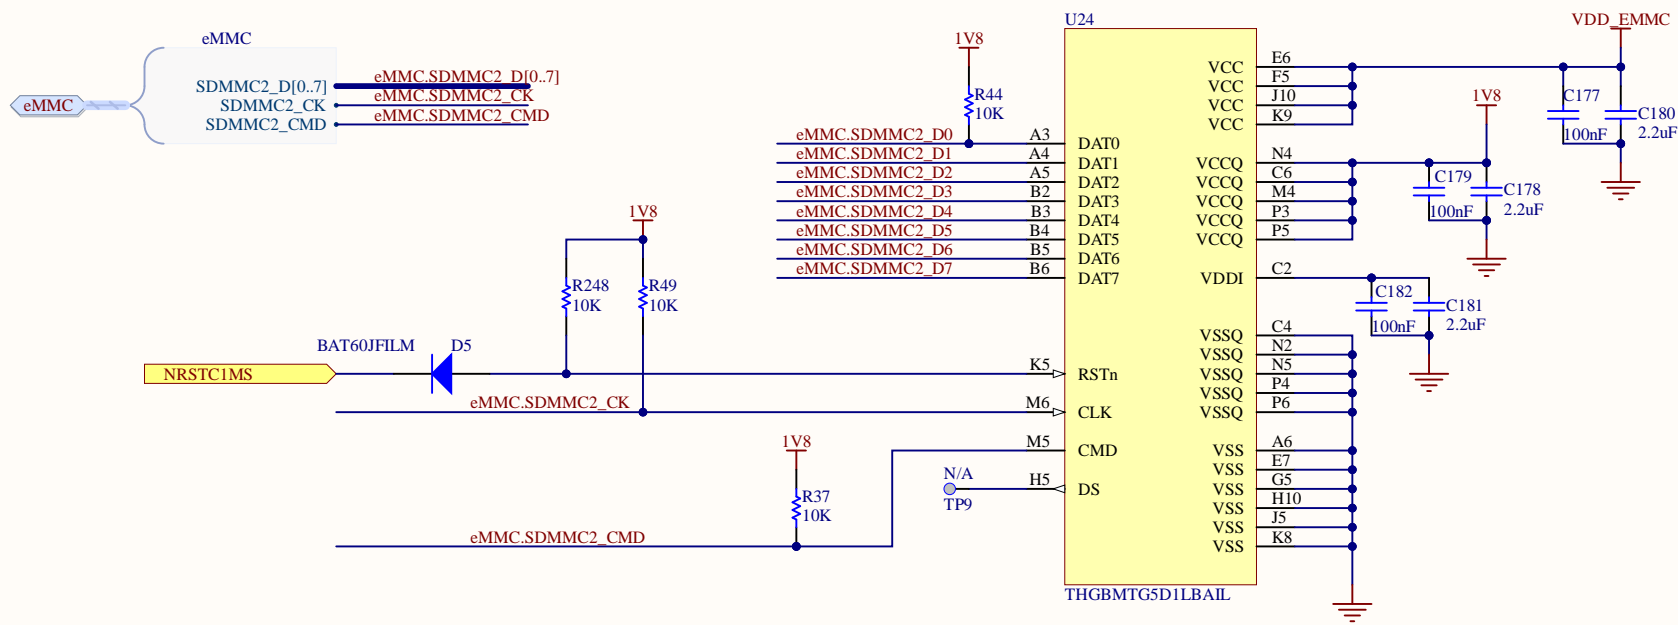 eMMC
SDMMC2_D[0..7] eMMC.SDMMC2_D[0..7]
eMMC SDMMC2_CK eMMC.SDMMC2_CK
SDMMC2_CMD eMMC.SDMMC2_CMD
U24
1V8
R44
10K
eMMC.SDMMC2_D0 A3 DAT0
eMMC.SDMMC2_D1 A4 DAT1
eMMC.SDMMC2_D2 A5 DAT2
eMMC.SDMMC2_D3 B2 DAT3
eMMC.SDMMC2_D4 B3 DAT4
eMMC.SDMMC2_D5 B4 DAT5
eMMC.SDMMC2_D6 B5 DAT6
eMMC.SDMMC2_D7 B6 DAT7
1V8
R248 R49
10K 10K
BAT60JFILM D5
NRSTC1MS K5 RSTn
eMMC.SDMMC2_CK M6 CLK
M5 CMD
1V8
N/A H5 DS
TP9
R37
10K
eMMC.SDMMC2_CMD
VDD_EMMC
VCC E6
VCC F5
VCC J10
VCC K9
C177 C180
100nF 2.2uF
1V8
VCCQ N4
VCCQ C6
VCCQ M4
VCCQ P3
VCCQ P5
C179 C178
100nF 2.2uF
VDDI C2
C182 C181
100nF 2.2uF
VSSQ C4
VSSQ N2
VSSQ N5
VSSQ P4
VSSQ P6
VSS A6
VSS E7
VSS G5
VSS H10
VSS J5
VSS K8
THGBMTG5D1LBAIL